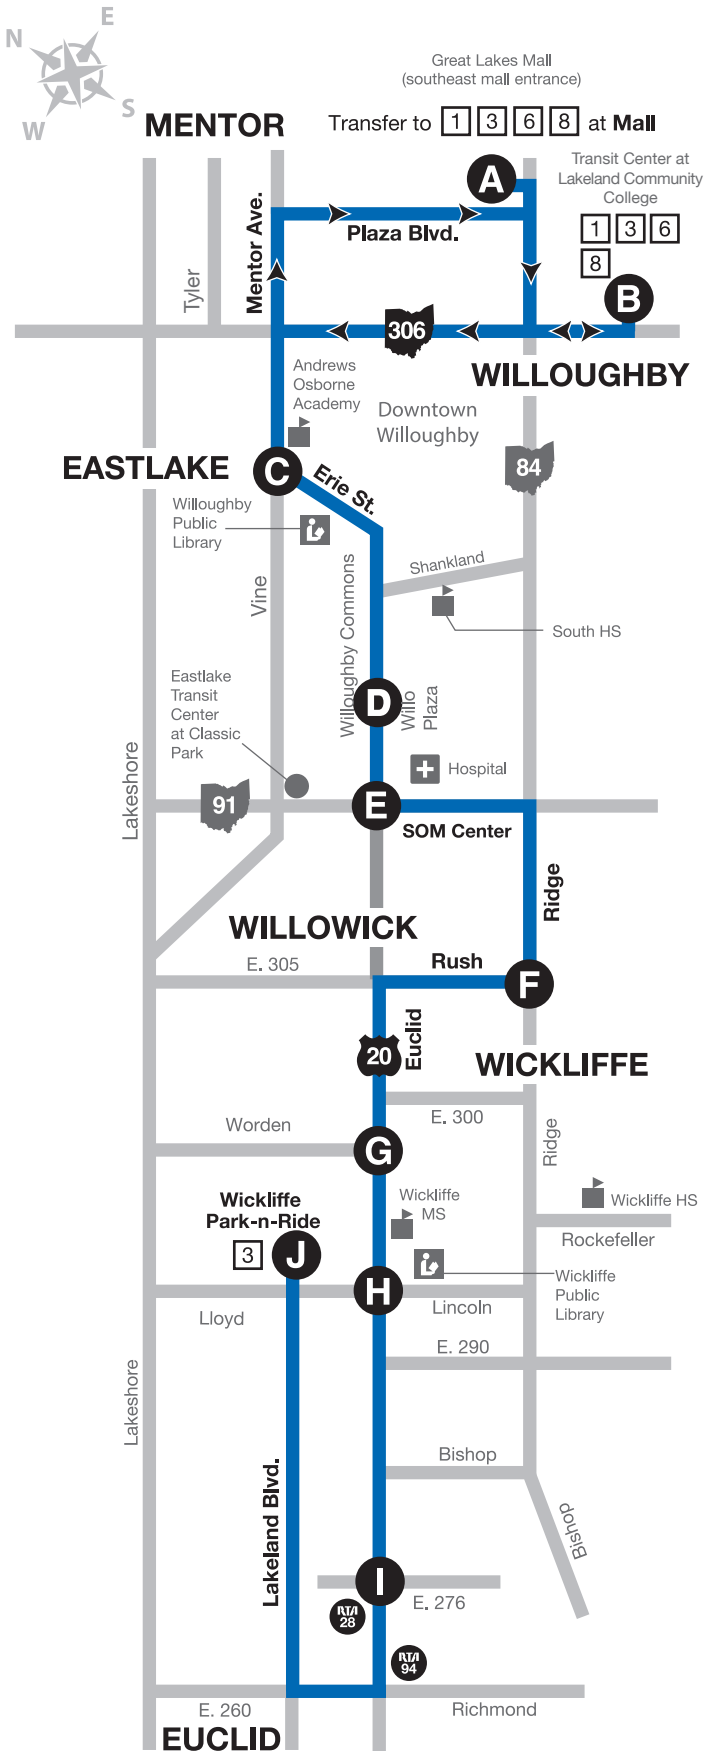 E
N
S
W
Great Lakes Mall
(southeast mall entrance)
MENTOR
Transfer to 1 3 6 8 at Mall
Transit Center at
Lakeland Community
College
1 3 6
8
A
B
Mentor Ave.
Plaza Blvd.
Tyler
306
WILLOUGHBY
Andrews
Osborne
Academy
Downtown
Willoughby
EASTLAKE
C
Erie St.
84
Willoughby
Public
Library
Vine
Willoughby Commons
Shankland
South HS
Eastlake
Transit
Center
at Classic
Park
D
Willo
Plaza
Hospital
Lakeshore
91
E
SOM Center
Ridge
WILLOWICK
E. 305
Rush
F
20
Euclid
WICKLIFFE
E. 300
Worden
G
Ridge
Wickliffe
Park-n-Ride
3
J
Wickliffe
MS
Wickliffe HS
Rockefeller
H
Wickliffe
Public
Library
Lloyd
Lincoln
E. 290
Lakeshore
Bishop
Bishop
Lakeland Blvd.
I
E. 276
RTA
28
RTA
94
E. 260
Richmond
EUCLID